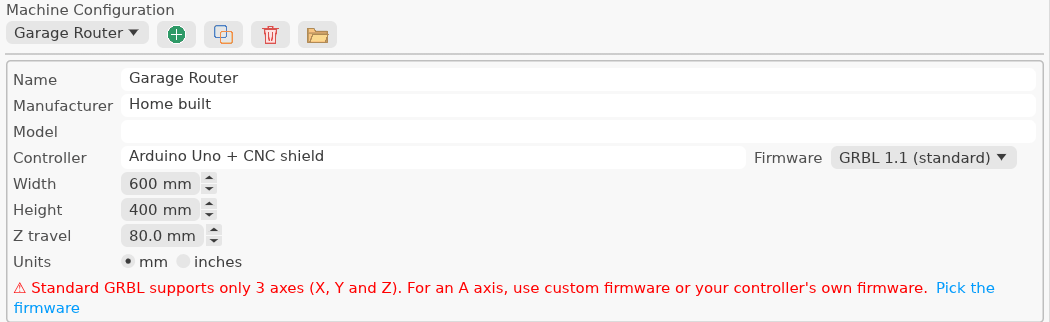 Machine Configuration
Garage Router
Name Garage Router
Manufacturer Home built
Model
Controller Arduino Uno + CNC shield Firmware GRBL 1.1 (standard)
Width 600 mm
Height 400 mm
Z travel 80.0 mm
Units mm inches
⚠ Standard GRBL supports only 3 axes (X, Y and Z). For an A axis, use custom firmware or your controller's own firmware. Pick the
firmware